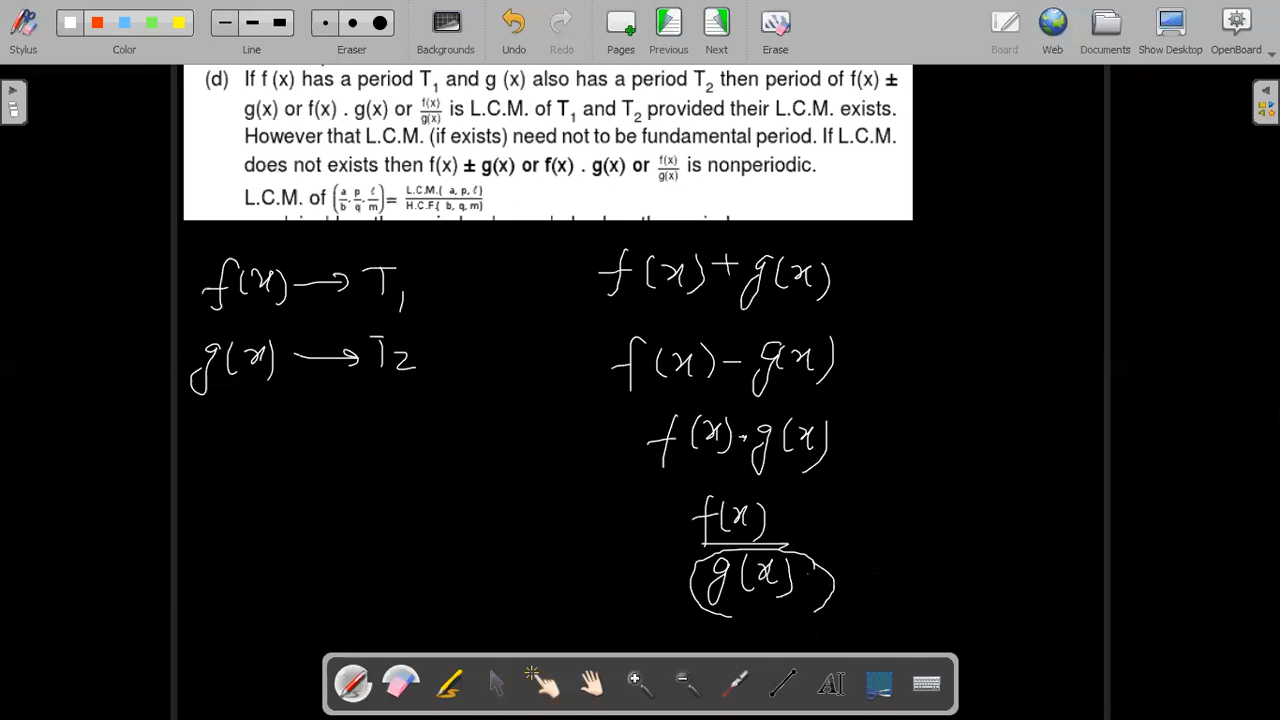 Stylus Color Line Eraser Backgrounds Undo Redo Pages Previous Next Erase Board Web Documents Show Desktop OpenBoard
(d) If f (x) has a period T₁ and g (x) also has a period T₂ then period of f(x) ±
g(x) or f(x) . g(x) or f(x)/g(x) is L.C.M. of T₁ and T₂ provided their L.C.M. exists.
However that L.C.M. (if exists) need not to be fundamental period. If L.C.M.
does not exists then f(x) ± g(x) or f(x) . g(x) or f(x)/g(x) is nonperiodic.
L.C.M. of (a/b, p/q, ℓ/m) = L.C.M.( a, p, ℓ)/H.C.F( b, q, m)
f(x) → T₁
g(x) → T₂
f(x) + g(x)
f(x) - g(x)
f(x) . g(x)
f(x)
g(x)
AI